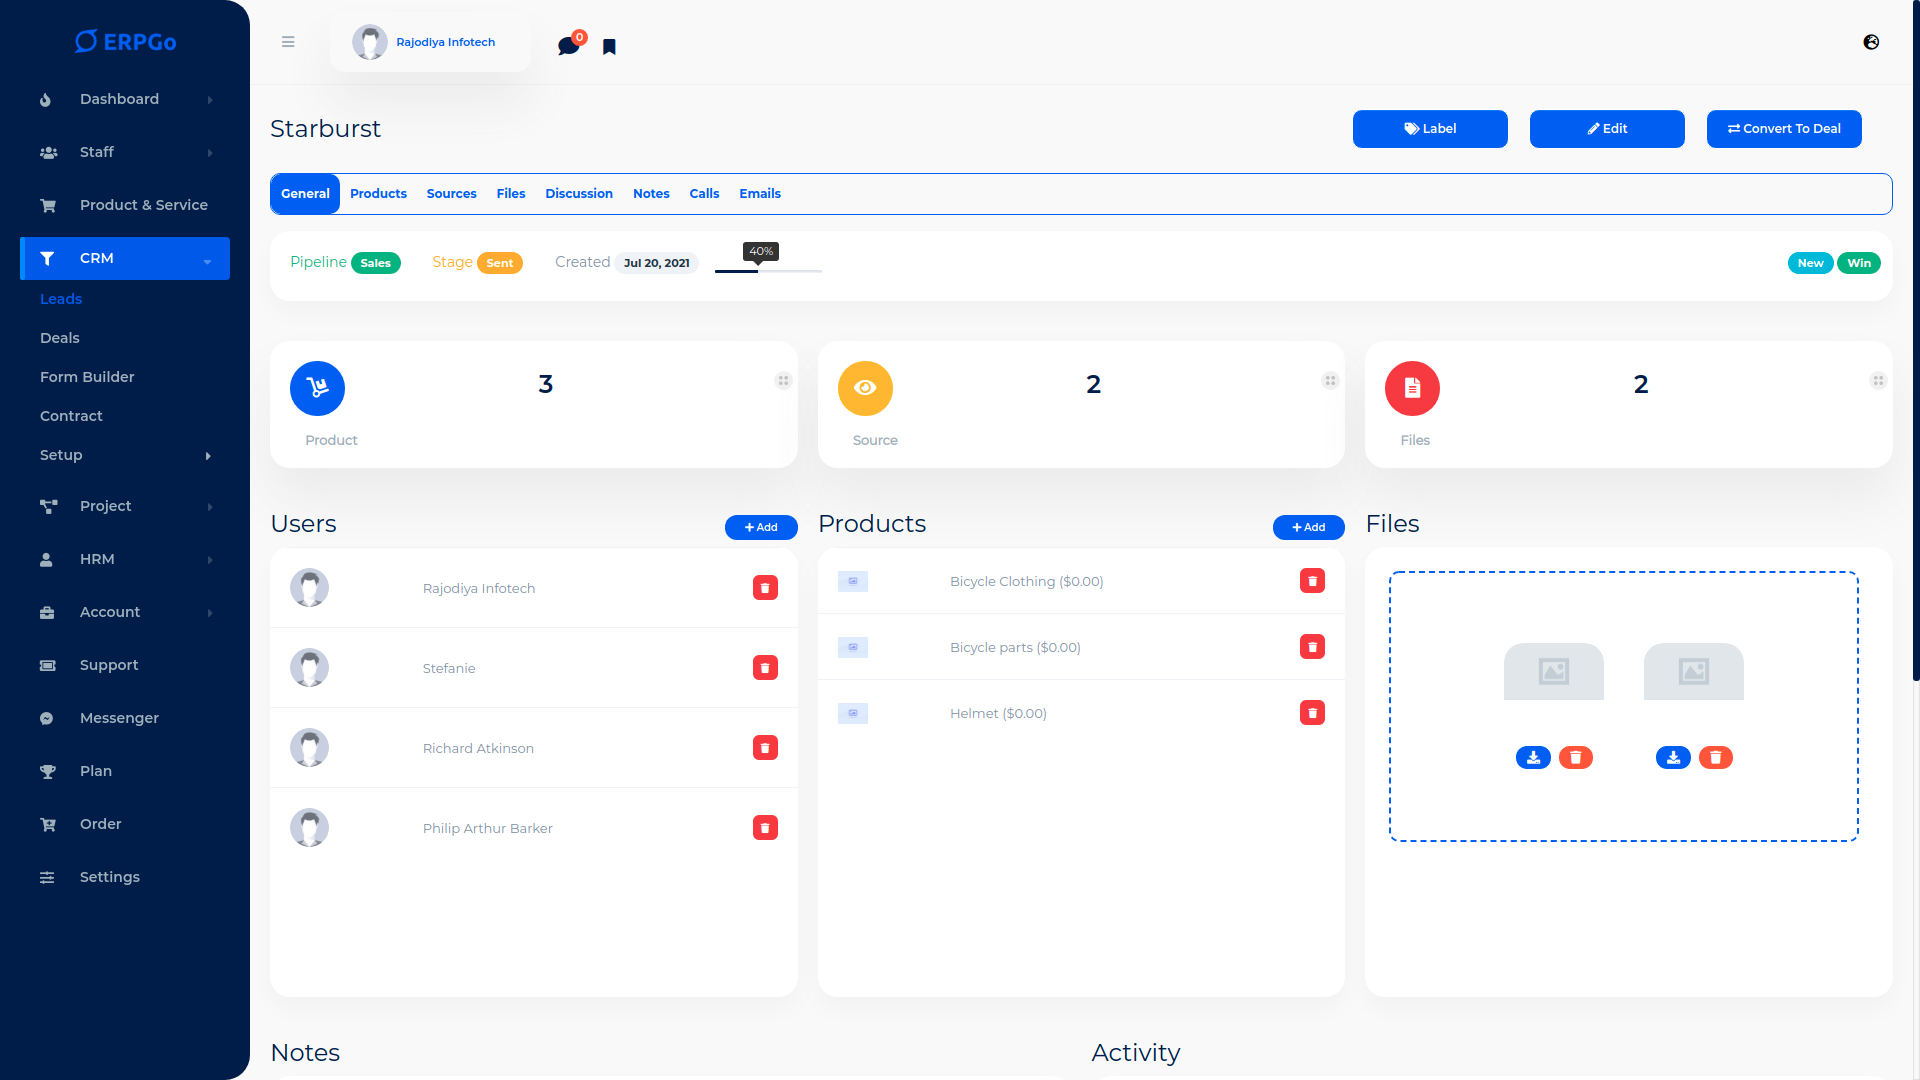 ERPGo
Rajodiya Infotech
0
Dashboard
Staff
Product & Service
CRM
Leads
Deals
Form Builder
Contract
Setup
Project
HRM
Account
Support
Messenger
Plan
Order
Settings
Starburst
Label
Edit
Convert To Deal
General Products Sources Files Discussion Notes Calls Emails
40%
Pipeline Sales Stage Sent Created Jul 20, 2021 New Win
3
Product
2
Source
2
Files
Users
+ Add
Rajodiya Infotech
Stefanie
Richard Atkinson
Philip Arthur Barker
Products
+ Add
Bicycle Clothing ($0.00)
Bicycle parts ($0.00)
Helmet ($0.00)
Files
Notes
Activity